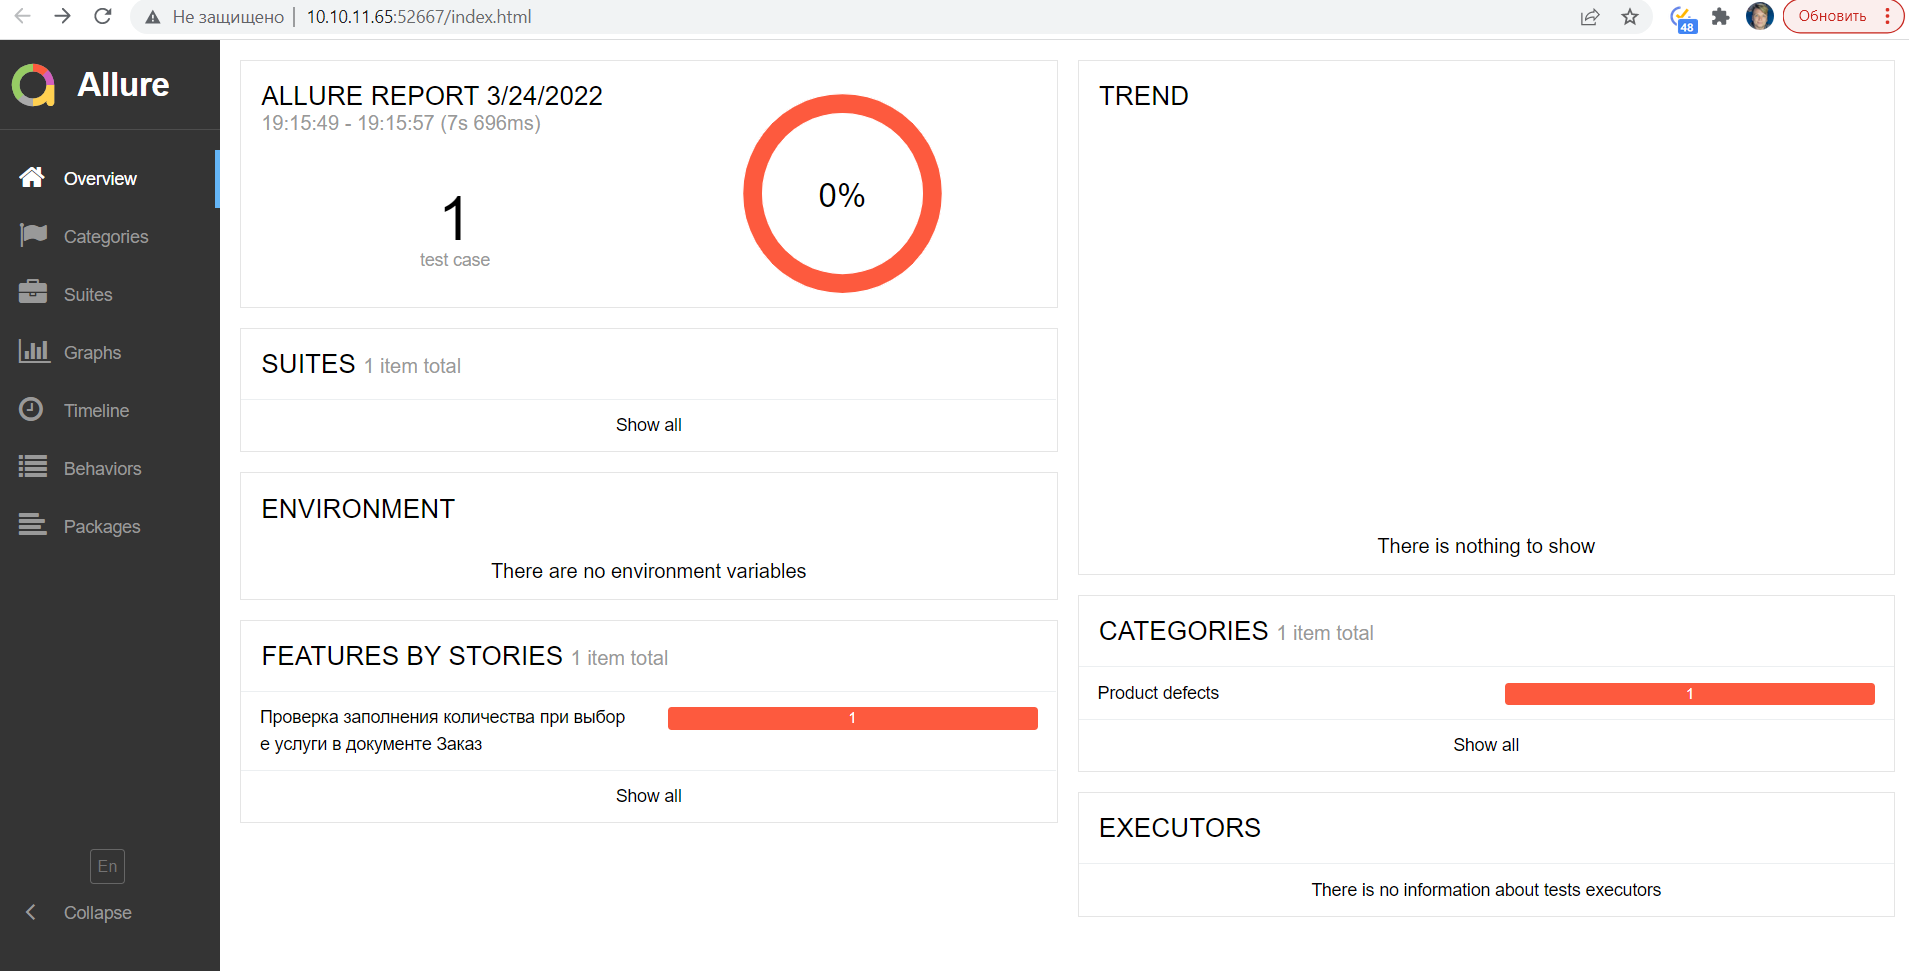 Не защищено
10.10.11.65:52667/index.html
48
Обновить
Allure
Overview
Categories
Suites
Graphs
Timeline
Behaviors
Packages
En
Collapse
ALLURE REPORT 3/24/2022
19:15:49 - 19:15:57 (7s 696ms)
1
test case
0%
SUITES 1 item total
Show all
ENVIRONMENT
There are no environment variables
FEATURES BY STORIES 1 item total
Проверка заполнения количества при выбор
е услуги в документе Заказ
1
Show all
TREND
There is nothing to show
CATEGORIES 1 item total
Product defects
1
Show all
EXECUTORS
There is no information about tests executors